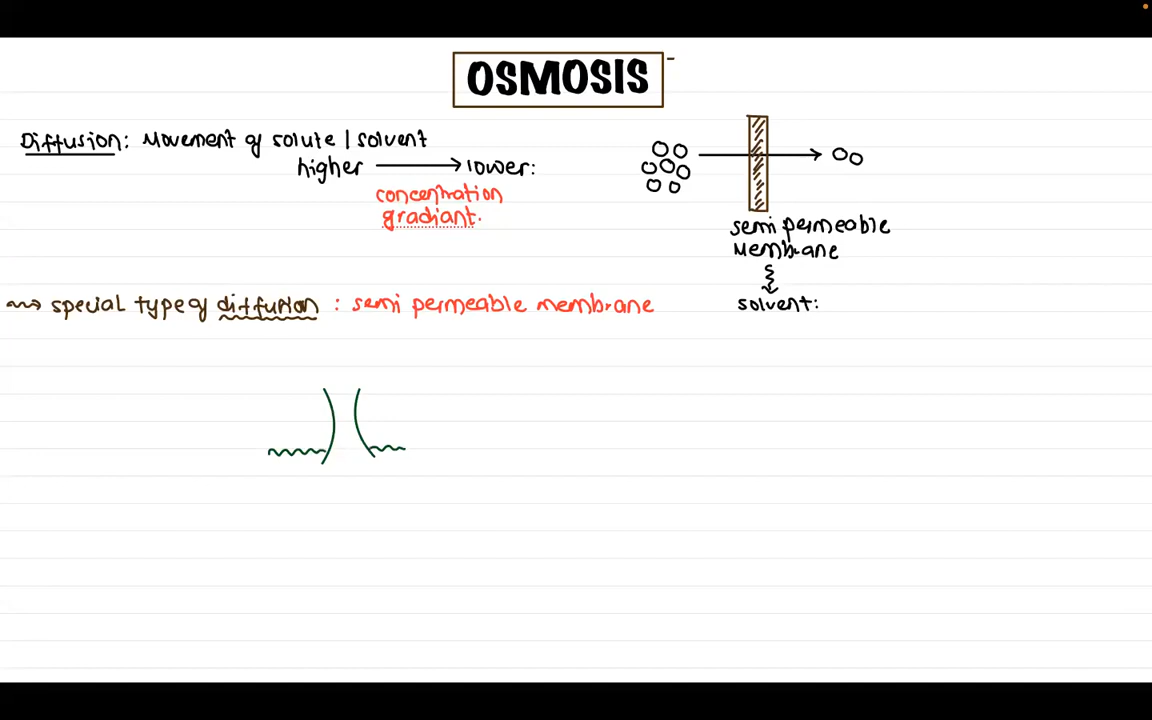 OSMOSIS
Diffusion: Movement of solute | solvent
higher → lower:
concentration
gradiant.
semi permeable
Membrane
solvent:
special type of diffusion : semi permeable membrane